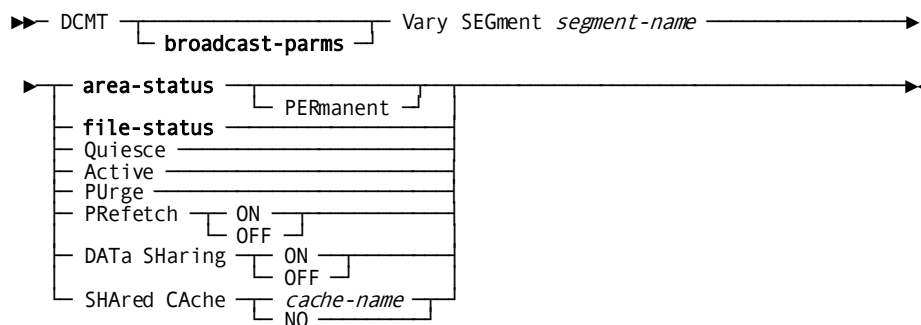 DCMT Vary SEGment segment-name
broadcast-parms
area-status
PERmanent
file-status
Quiesce
Active
PUrge
PRefetch ON
OFF
DATa SHaring ON
OFF
SHAred CAche cache-name
NO